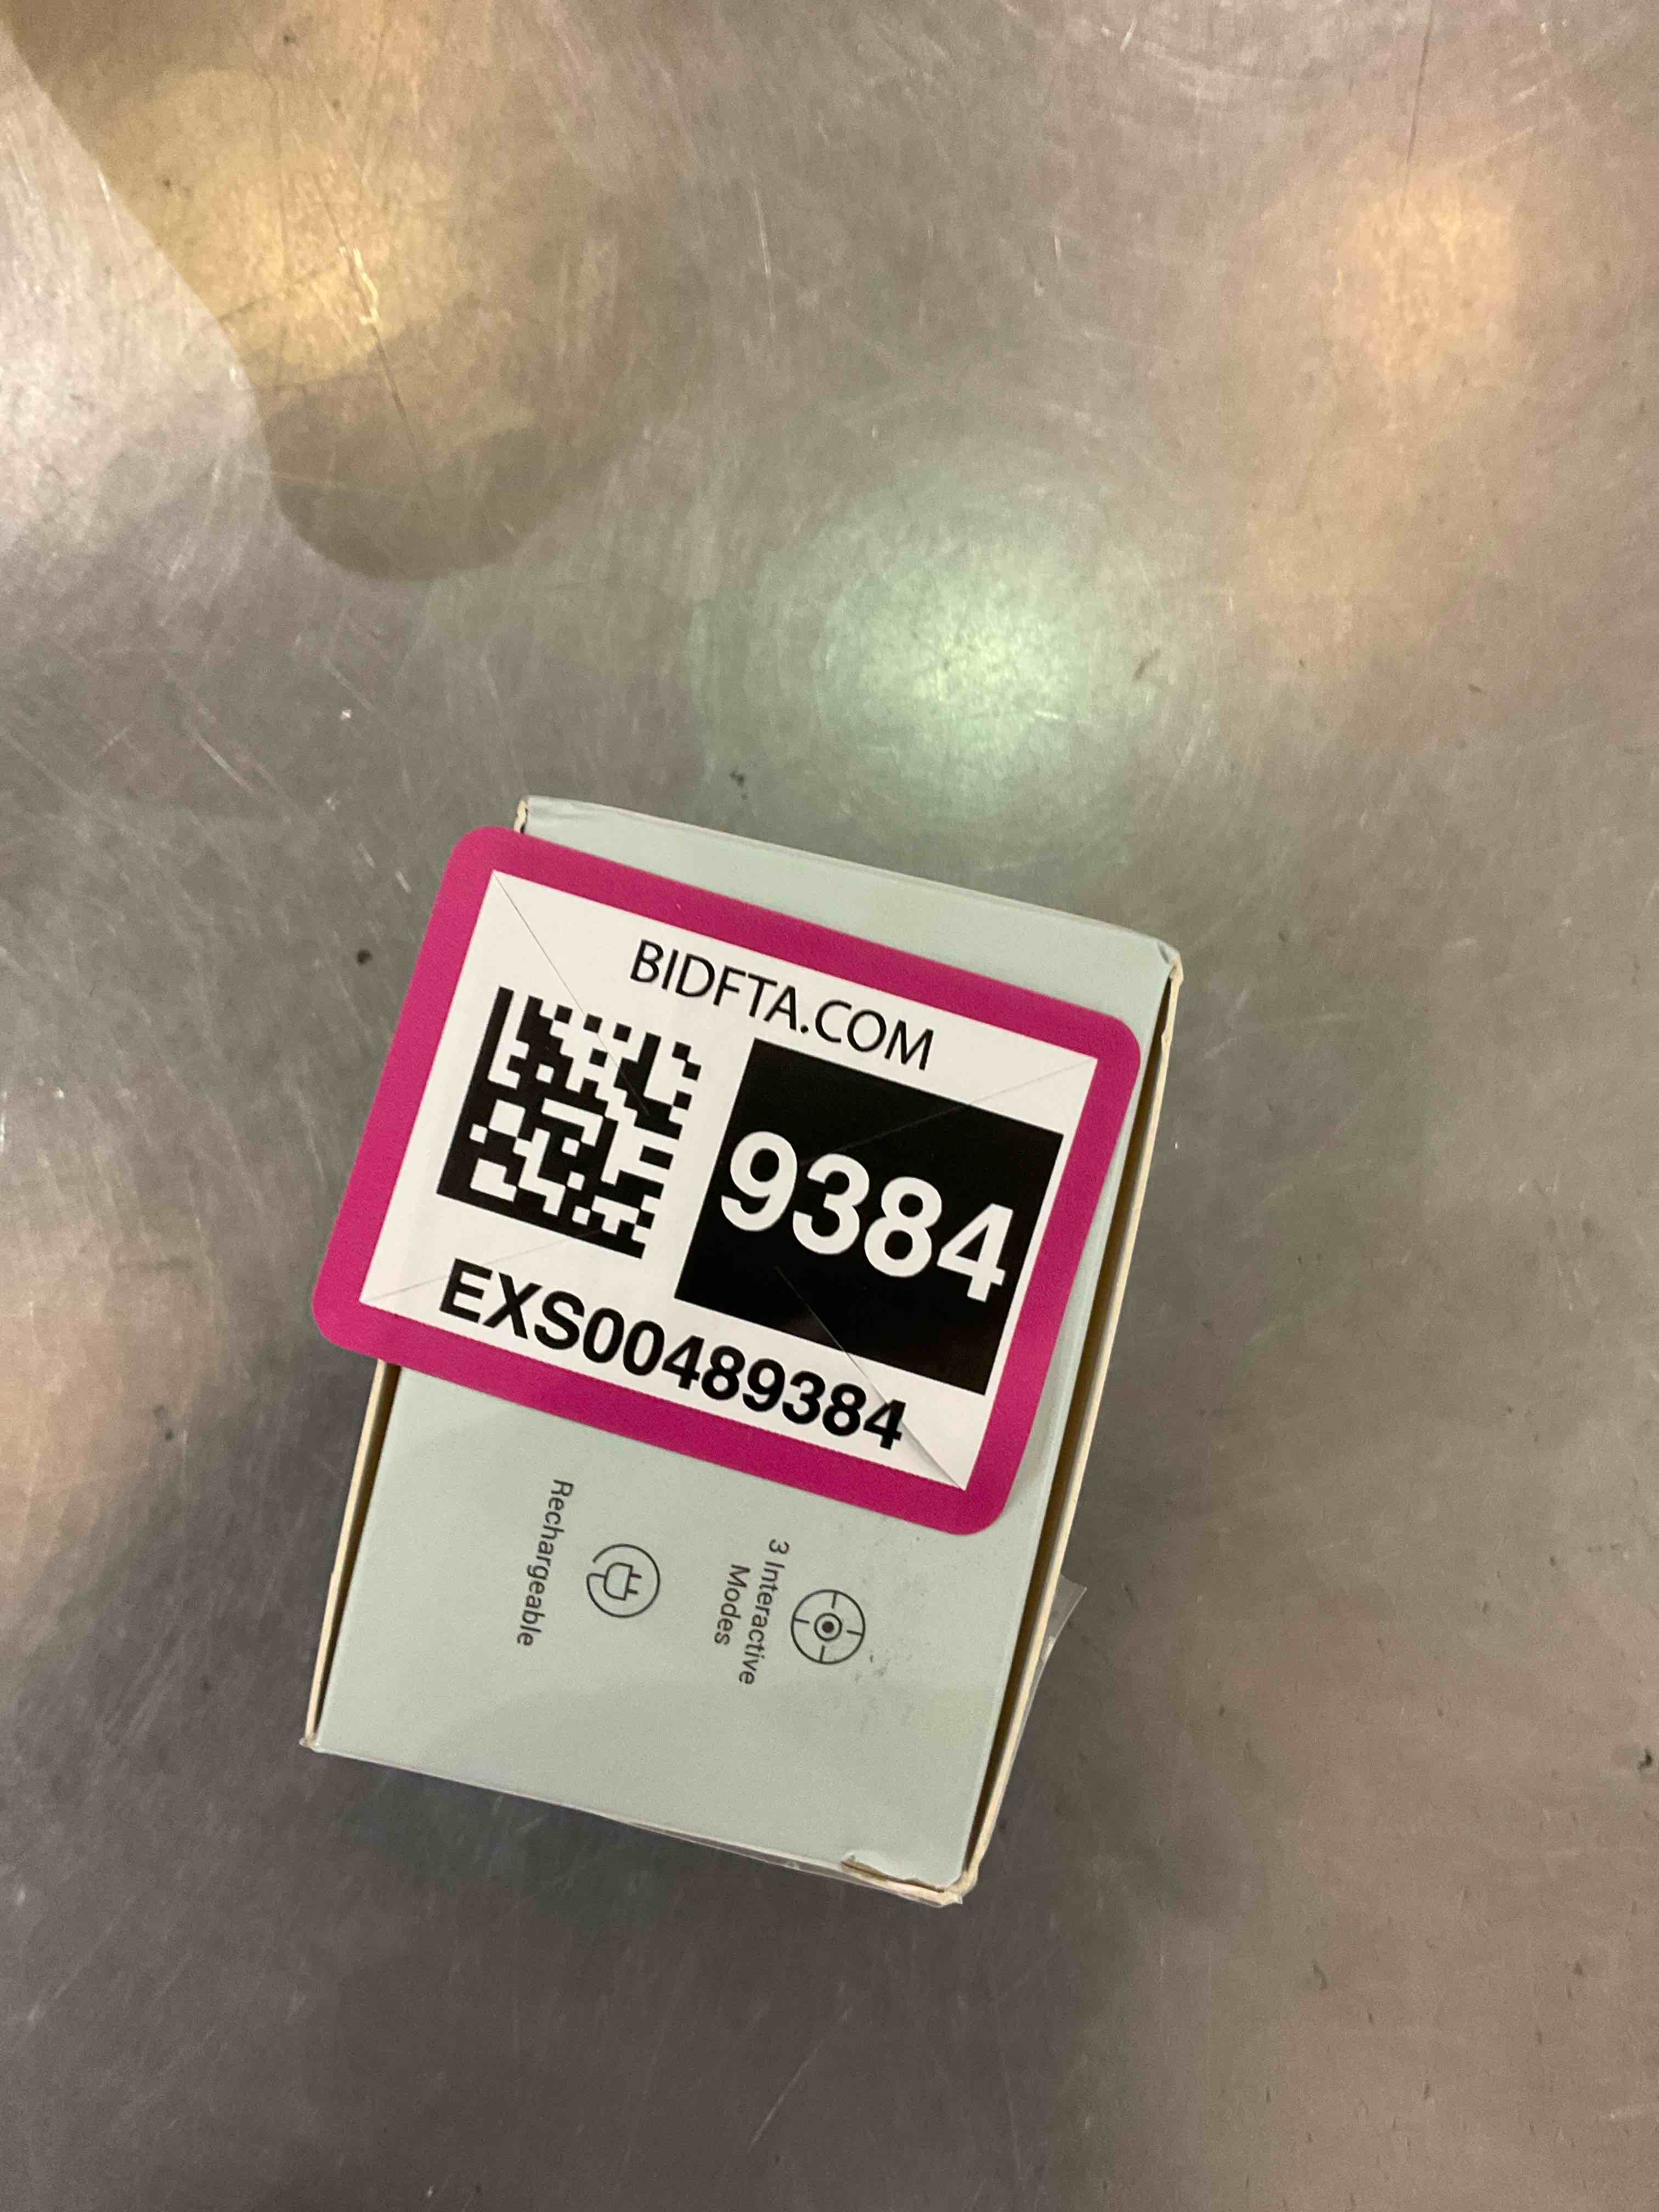 BIDFTA.COM
9384
EXS00489384
3 Interactive
Modes
Rechargeable